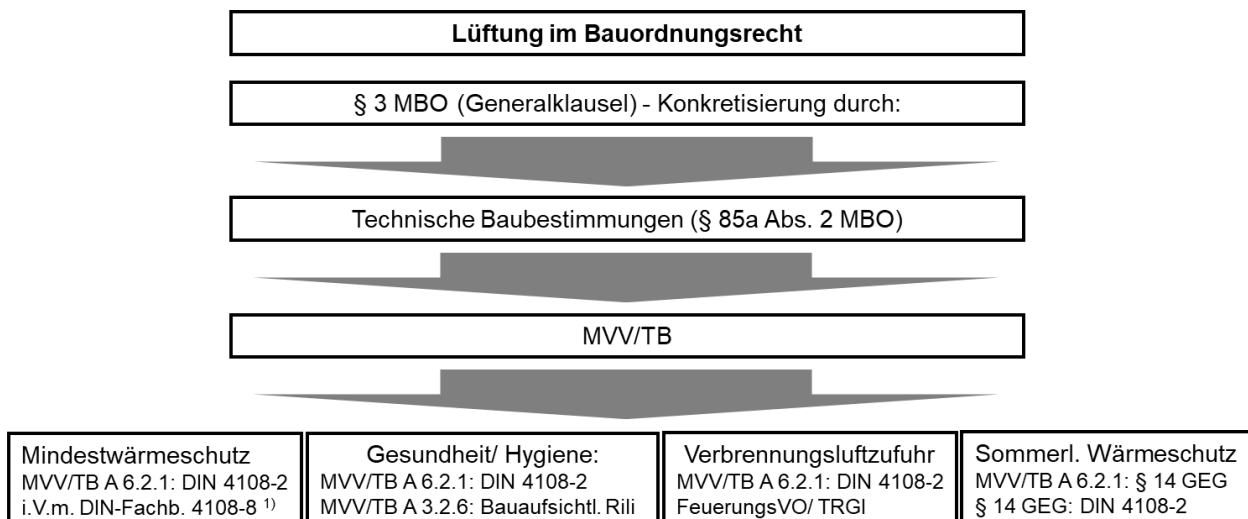 Lüftung im Bauordnungsrecht
§ 3 MBO (Generalklausel) - Konkretisierung durch:
Technische Baubestimmungen (§ 85a Abs. 2 MBO)
MVV/TB
Mindestwärmeschutz
MVV/TB A 6.2.1: DIN 4108-2
i.V.m. DIN-Fachb. 4108-8 ¹⁾
Gesundheit/ Hygiene:
MVV/TB A 6.2.1: DIN 4108-2
MVV/TB A 3.2.6: Bauaufsichtl. Rili
Verbrennungsluftzufuhr
MVV/TB A 6.2.1: DIN 4108-2
FeuerungsVO/ TRGI
Sommerl. Wärmeschutz
MVV/TB A 6.2.1: § 14 GEG
§ 14 GEG: DIN 4108-2